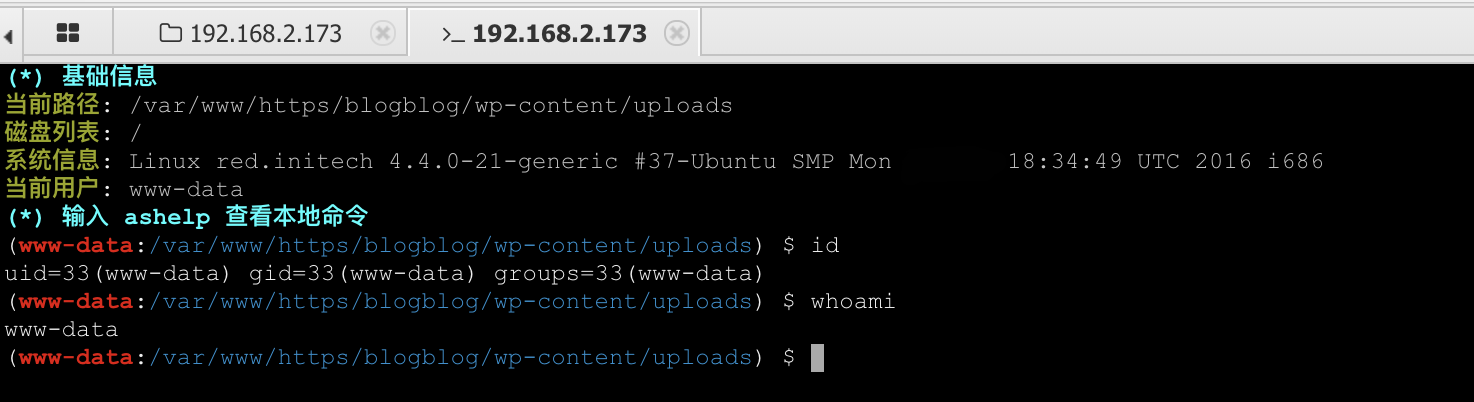 192.168.2.173
>_ 192.168.2.173
(*) 基础信息
当前路径: /var/www/https/blogblog/wp-content/uploads
磁盘列表: /
系统信息: Linux red.initech 4.4.0-21-generic #37-Ubuntu SMP Mon 18:34:49 UTC 2016 i686
当前用户: www-data
(*) 输入 ashelp 查看本地命令
(www-data:/var/www/https/blogblog/wp-content/uploads) $ id
uid=33(www-data) gid=33(www-data) groups=33(www-data)
(www-data:/var/www/https/blogblog/wp-content/uploads) $ whoami
www-data
(www-data:/var/www/https/blogblog/wp-content/uploads) $